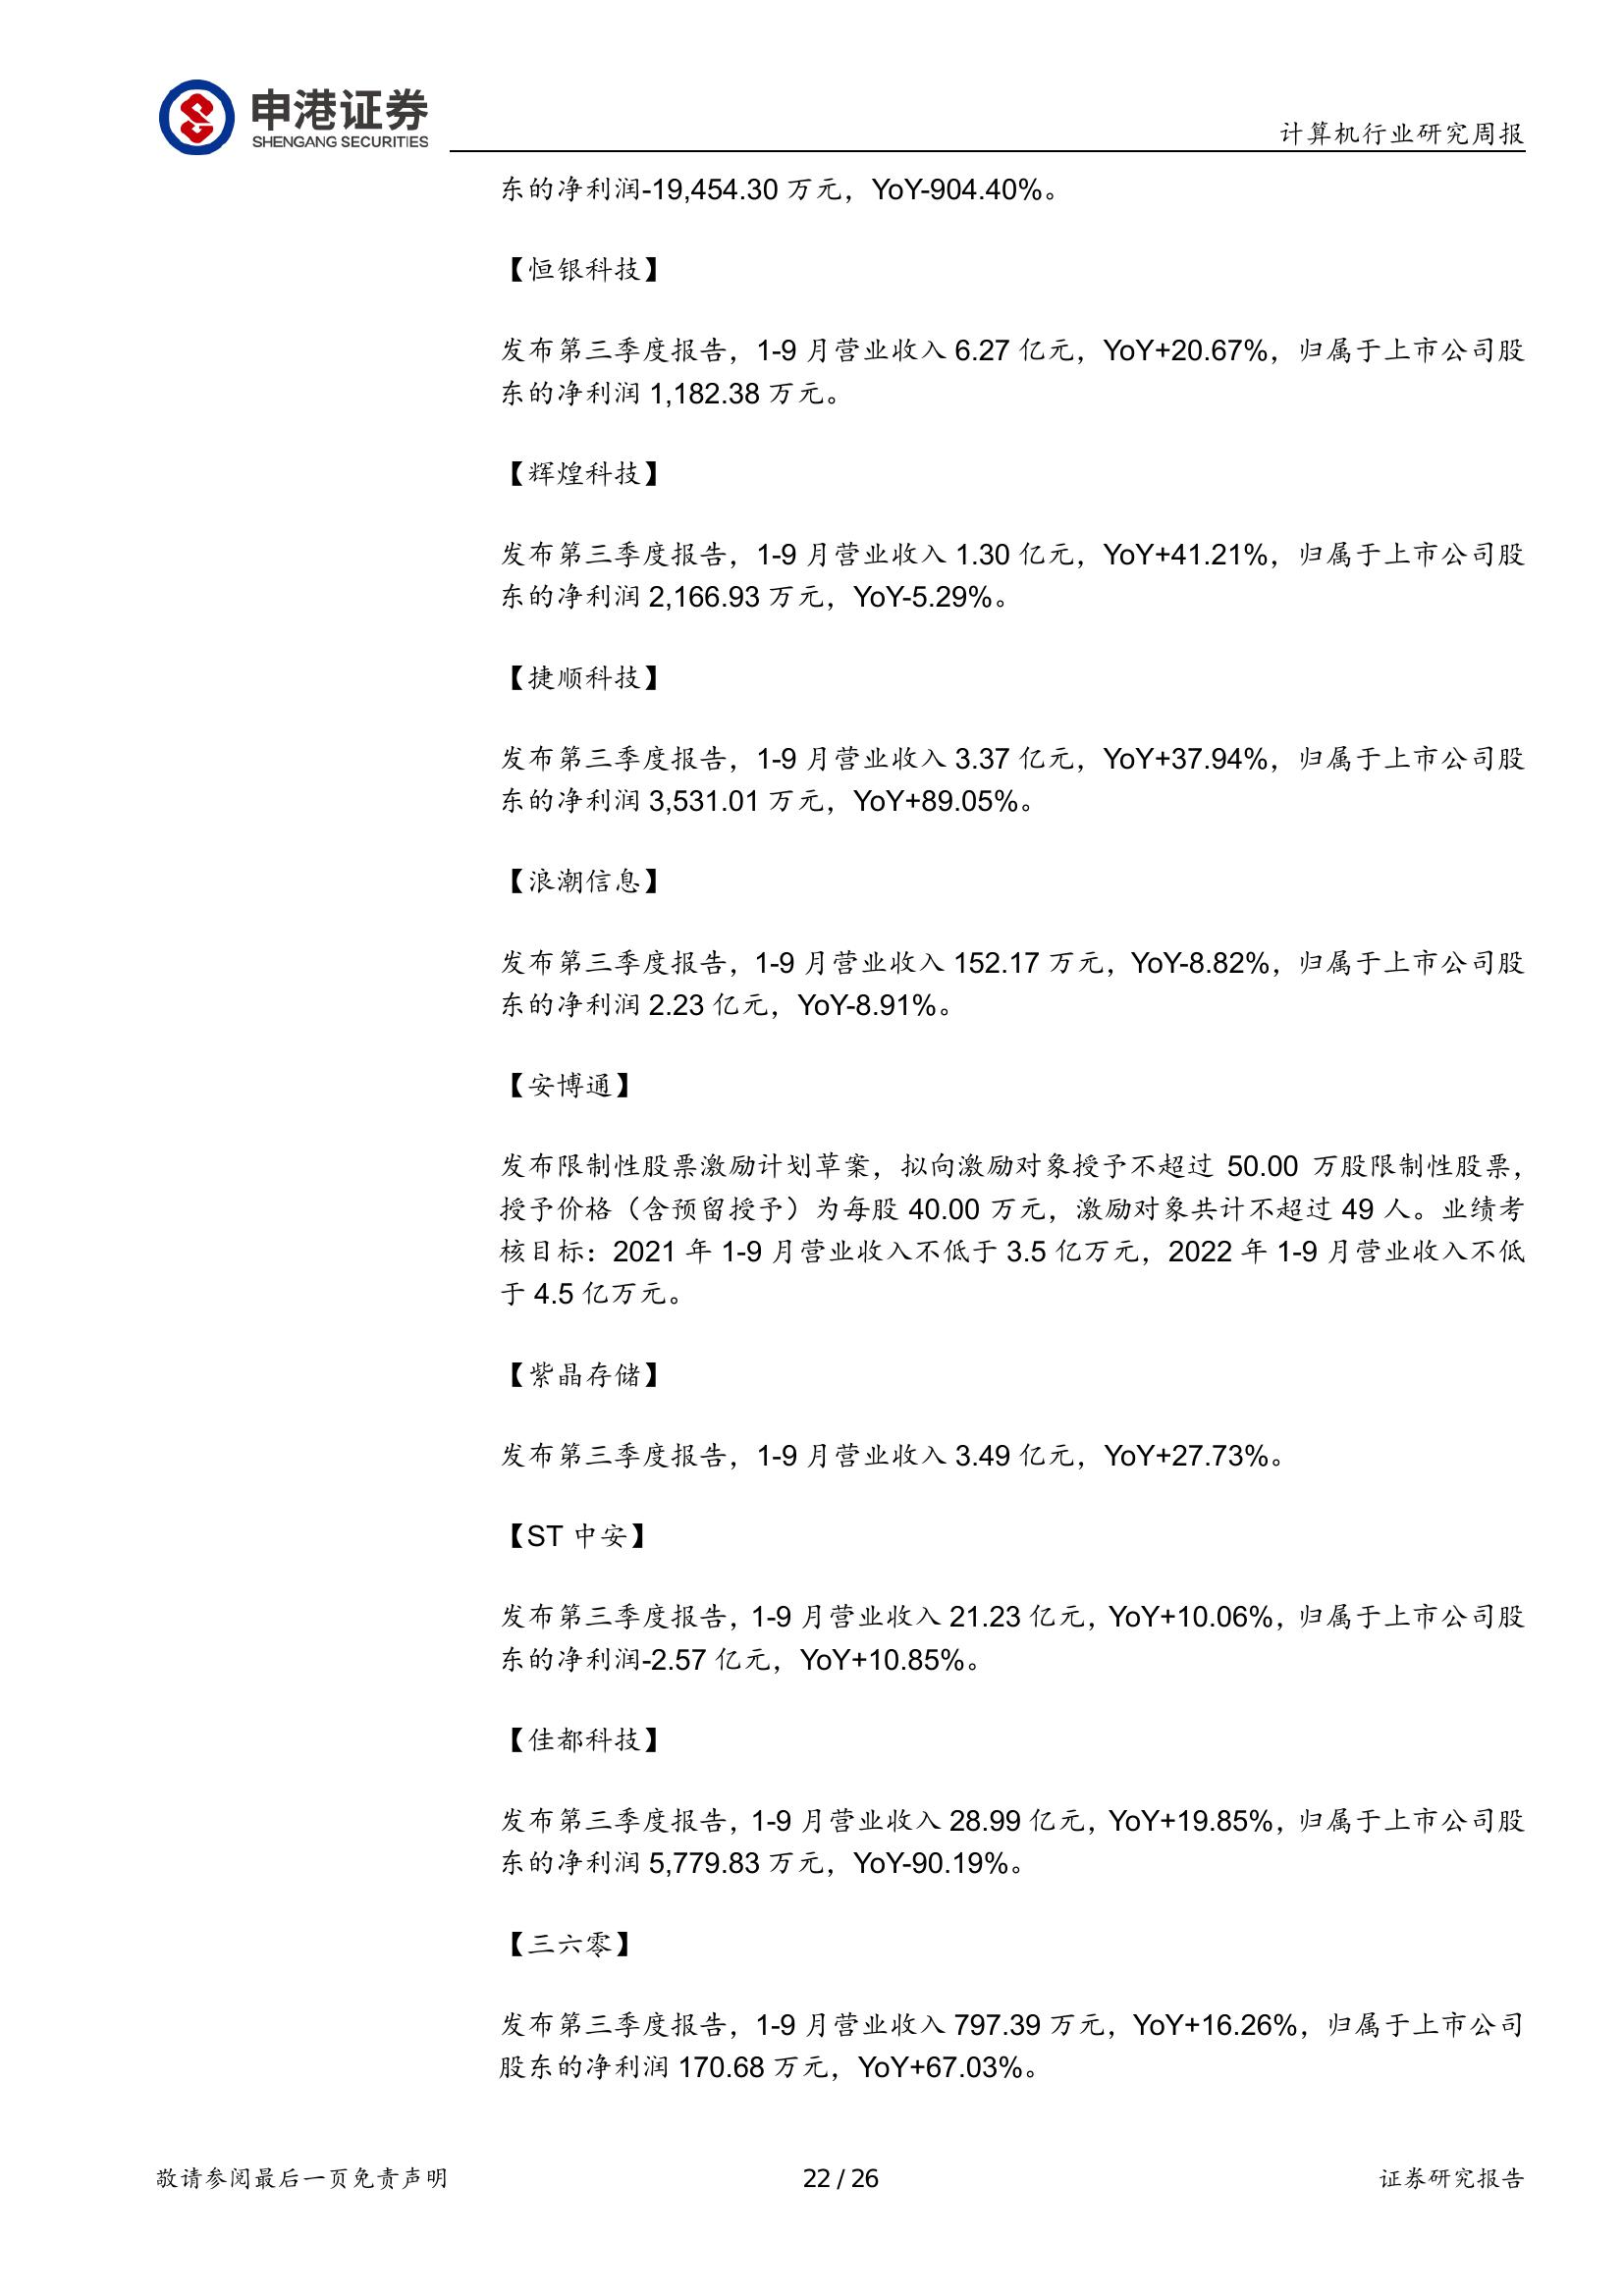 申港证券
SHENGANG SECURITIES
计算机行业研究周报
东的净利润-19,454.30 万元，YoY-904.40%。
【恒银科技】
发布第三季度报告，1-9 月营业收入 6.27 亿元，YoY+20.67%，归属于上市公司股
东的净利润 1,182.38 万元。
【辉煌科技】
发布第三季度报告，1-9 月营业收入 1.30 亿元，YoY+41.21%，归属于上市公司股
东的净利润 2,166.93 万元，YoY-5.29%。
【捷顺科技】
发布第三季度报告，1-9 月营业收入 3.37 亿元，YoY+37.94%，归属于上市公司股
东的净利润 3,531.01 万元，YoY+89.05%。
【浪潮信息】
发布第三季度报告，1-9 月营业收入 152.17 万元，YoY-8.82%，归属于上市公司股
东的净利润 2.23 亿元，YoY-8.91%。
【安博通】
发布限制性股票激励计划草案，拟向激励对象授予不超过 50.00 万股限制性股票，
授予价格（含预留授予）为每股 40.00 万元，激励对象共计不超过 49 人。业绩考
核目标：2021 年 1-9 月营业收入不低于 3.5 亿万元，2022 年 1-9 月营业收入不低
于 4.5 亿万元。
【紫晶存储】
发布第三季度报告，1-9 月营业收入 3.49 亿元，YoY+27.73%。
【ST 中安】
发布第三季度报告，1-9 月营业收入 21.23 亿元，YoY+10.06%，归属于上市公司股
东的净利润-2.57 亿元，YoY+10.85%。
【佳都科技】
发布第三季度报告，1-9 月营业收入 28.99 亿元，YoY+19.85%，归属于上市公司股
东的净利润 5,779.83 万元，YoY-90.19%。
【三六零】
发布第三季度报告，1-9 月营业收入 797.39 万元，YoY+16.26%，归属于上市公司
股东的净利润 170.68 万元，YoY+67.03%。
敬请参阅最后一页免责声明
22 / 26
证券研究报告